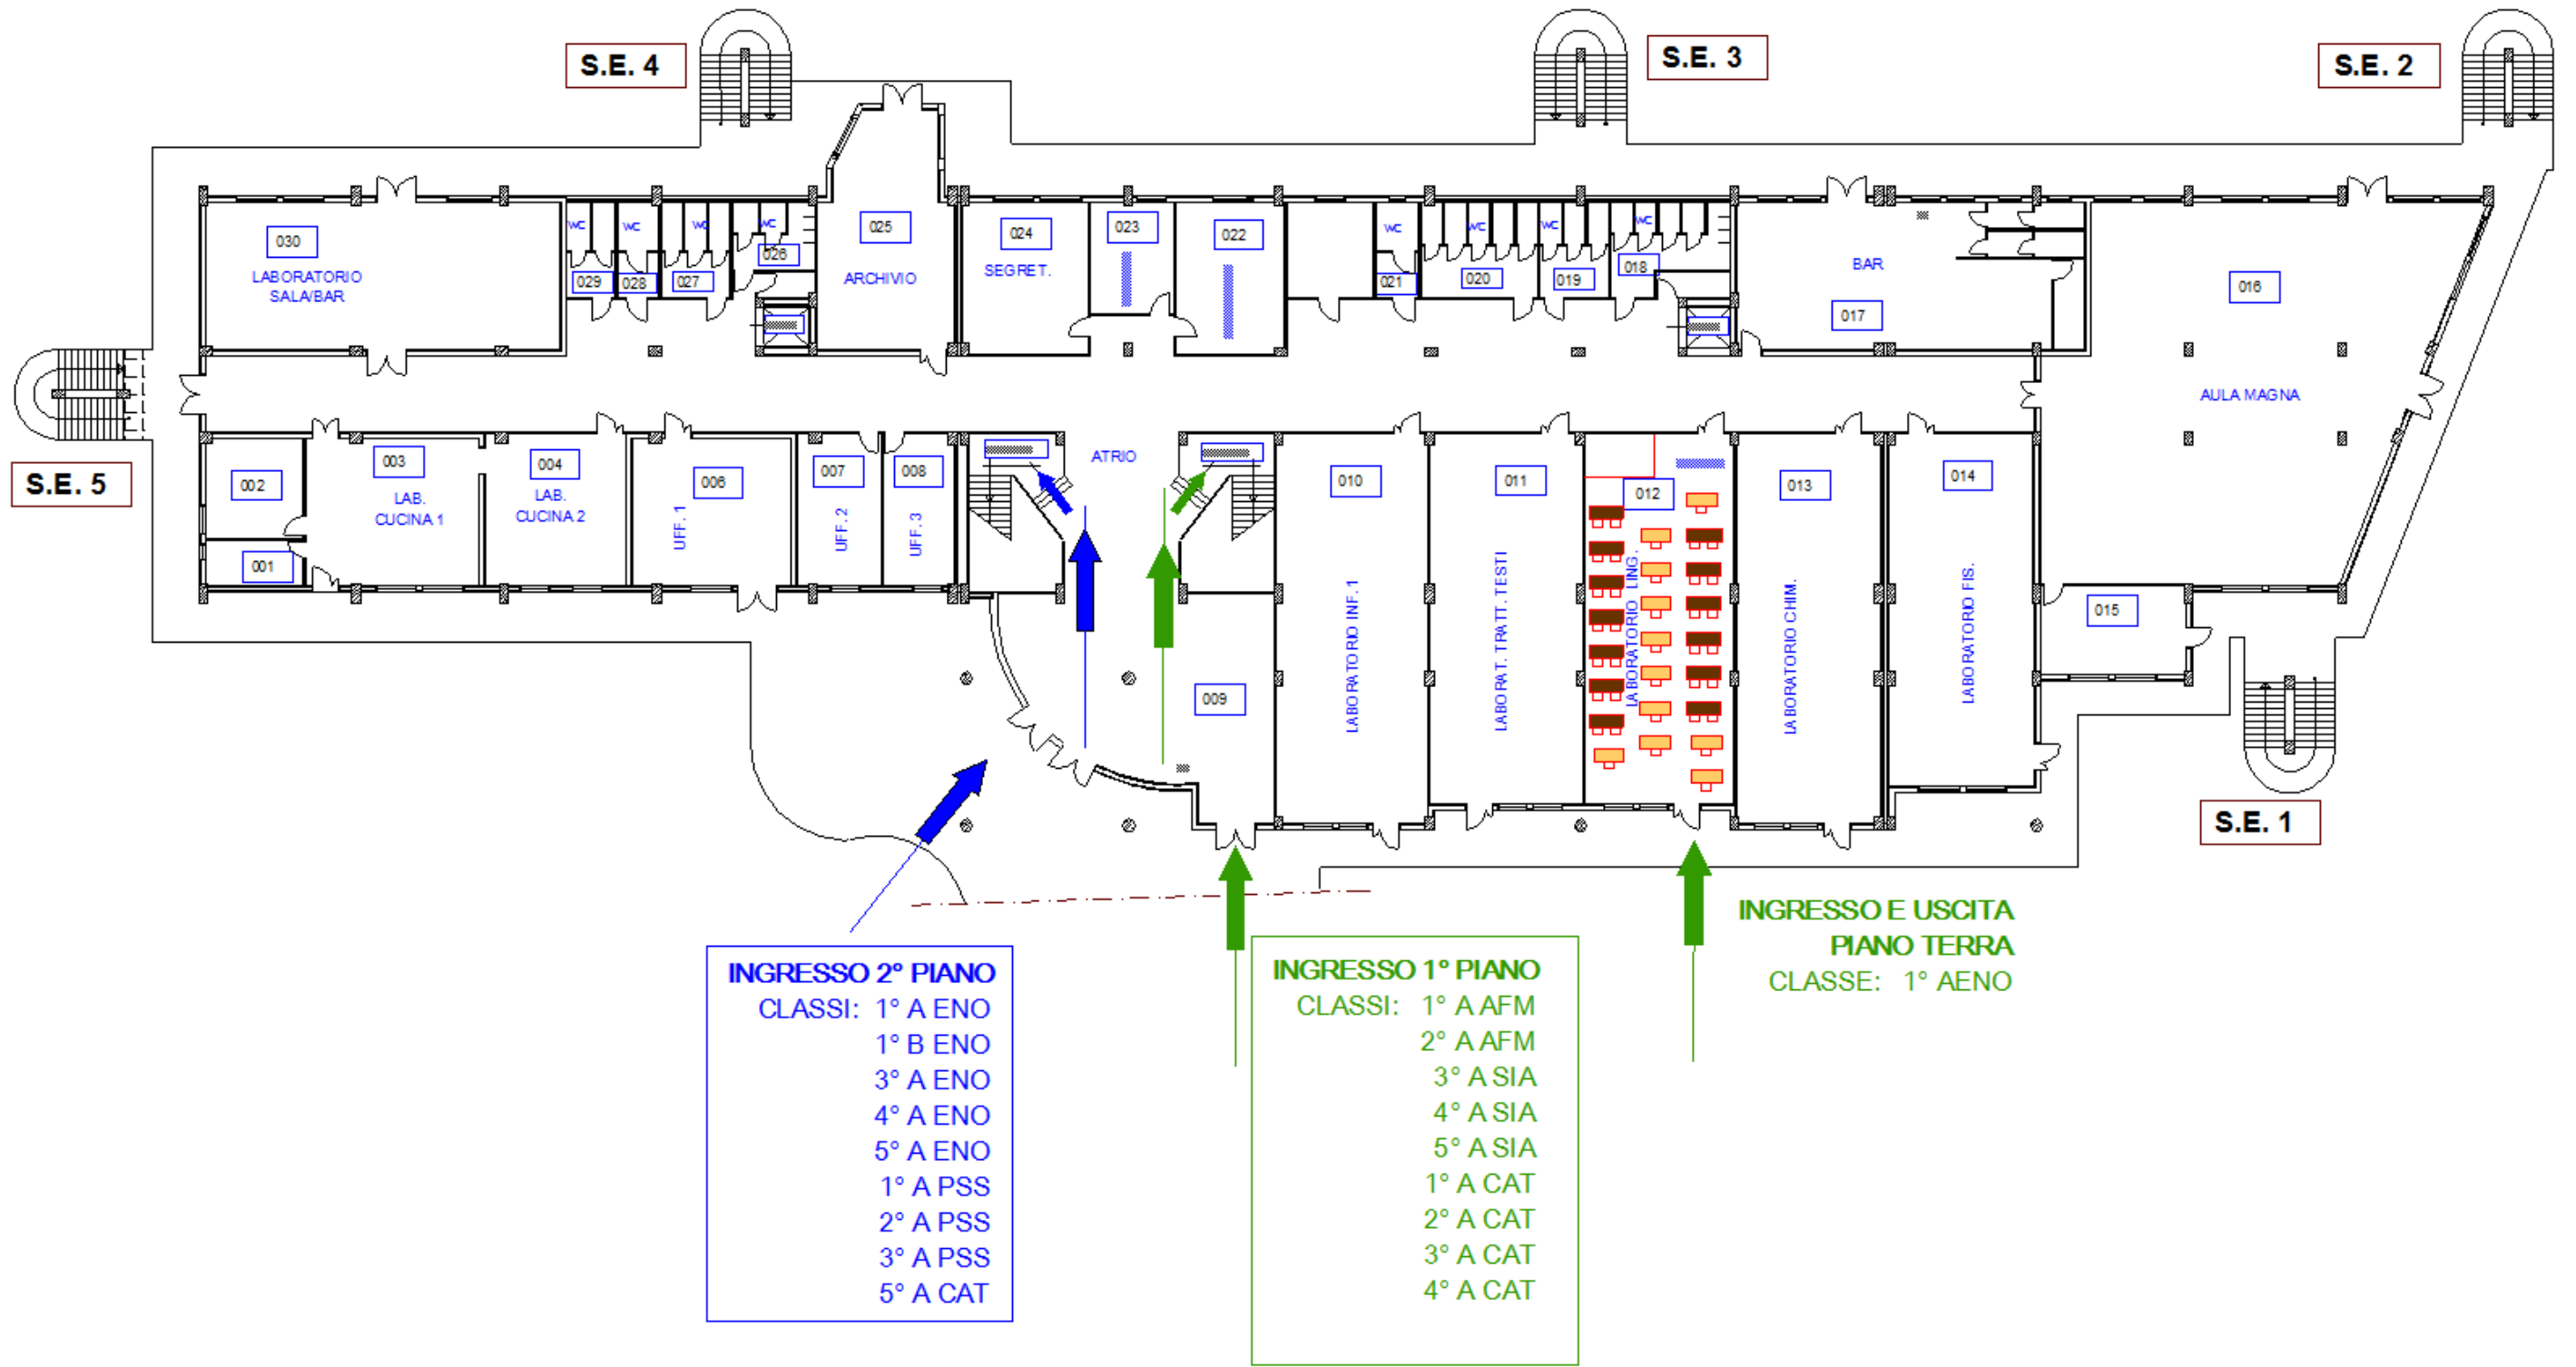 S.E. 4
S.E. 3
S.E. 2
030
LABORATORIO
SALA/BAR
WC
029
WC
028
WC
027
WC
026
025
ARCHIVIO
024
SEGRET.
023
022
WC
021
WC
020
WC
019
WC
018
BAR
017
016
AULA MAGNA
S.E. 5
002
001
003
LAB.
CUCINA 1
004
LAB.
CUCINA 2
006
UFF. 1
007
UFF. 2
008
UFF. 3
ATRIO
009
010
LABORATORIO INF. 1
011
LABORAT. TRATT. TESTI
012
LABORATORIO LING.
013
LABORATORIO CHIM.
014
LABORATORIO FIS.
015
S.E. 1
INGRESSO 2° PIANO
CLASSI: 1° A ENO
1° B ENO
3° A ENO
4° A ENO
5° A ENO
1° A PSS
2° A PSS
3° A PSS
5° A CAT
INGRESSO 1° PIANO
CLASSI: 1° A AFM
2° A AFM
3° A SIA
4° A SIA
5° A SIA
1° A CAT
2° A CAT
3° A CAT
4° A CAT
INGRESSO E USCITA
PIANO TERRA
CLASSE: 1° AENO